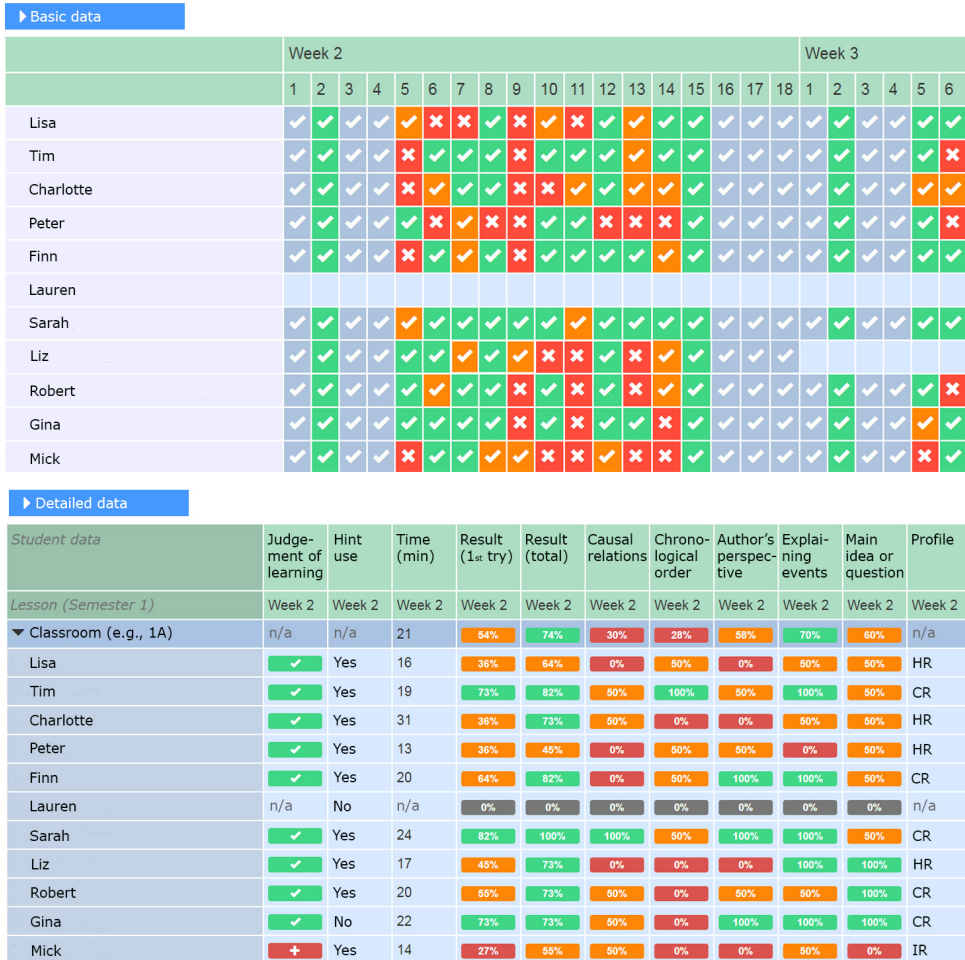 Basic data
Week 2 Week 3
1 2 3 4 5 6 7 8 9 10 11 12 13 14 15 16 17 18 1 2 3 4 5 6
Lisa
Tim
Charlotte
Peter
Finn
Lauren
Sarah
Liz
Robert
Gina
Mick
Detailed data
Student data Judge- Hint Time Result Result Causal Chrono- Author's Explai- Main Profile
ment of use (min) (1st try) (total) relations logical perspec- ning idea or
learning order tive events question
Lesson (Semester 1) Week 2 Week 2 Week 2 Week 2 Week 2 Week 2 Week 2 Week 2 Week 2 Week 2 Week 2
Classroom (e.g., 1A) n/a n/a 21 54% 74% 30% 28% 58% 70% 60% n/a
Lisa Yes 16 36% 64% 0% 50% 0% 50% 50% HR
Tim Yes 19 73% 82% 50% 100% 50% 100% 50% CR
Charlotte Yes 31 36% 73% 50% 0% 0% 50% 50% HR
Peter Yes 13 36% 45% 0% 50% 50% 0% 50% HR
Finn Yes 20 64% 82% 0% 50% 100% 100% 50% CR
Lauren n/a No n/a 0% 0% 0% 0% 0% 0% 0% n/a
Sarah Yes 24 82% 100% 100% 50% 100% 100% 50% CR
Liz Yes 17 45% 73% 0% 0% 0% 100% 100% HR
Robert Yes 20 55% 73% 50% 0% 50% 50% 100% CR
Gina No 22 73% 73% 50% 0% 100% 100% 100% CR
Mick Yes 14 27% 55% 50% 0% 0% 50% 0% IR